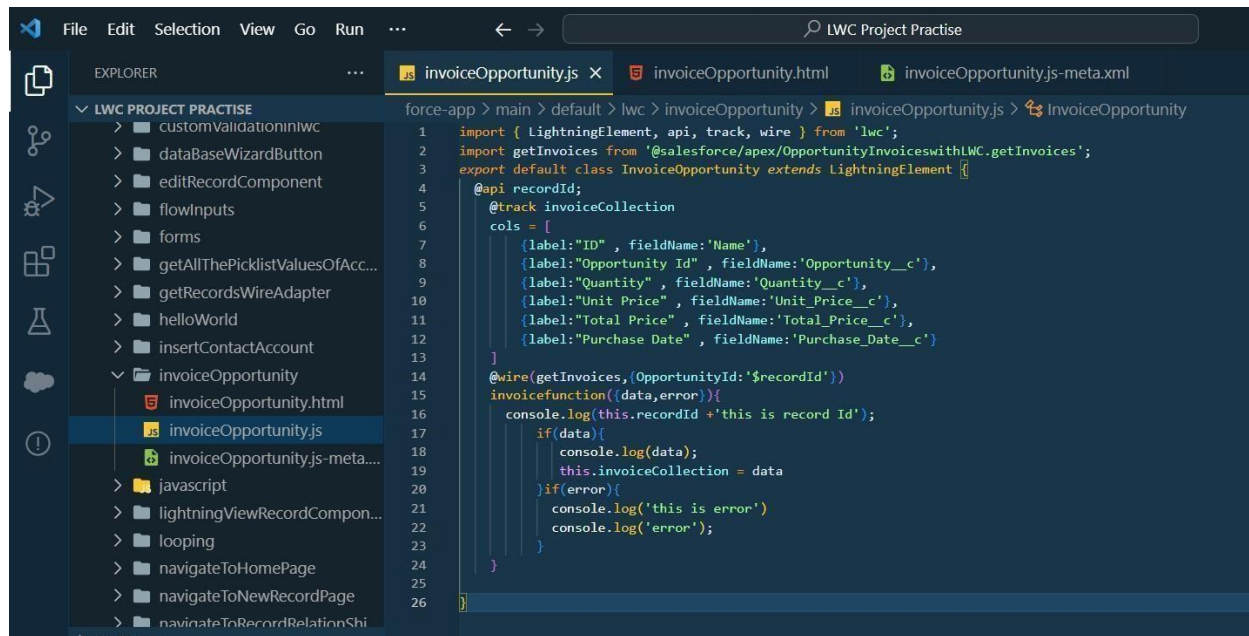 File Edit Selection View Go Run ··· ← → LWC Project Practise
EXPLORER ···
LWC PROJECT PRACTISE
customValidationinlwc
dataBaseWizardButton
editRecordComponent
flowInputs
forms
getAllThePicklistValuesOfAcc...
getRecordsWireAdapter
helloWorld
insertContactAccount
invoiceOpportunity
invoiceOpportunity.html
JS invoiceOpportunity.js
invoiceOpportunity.js-meta....
javascript
lightningViewRecordCompon...
looping
navigateToHomePage
navigateToNewRecordPage
navigateToRecordRelationShi...
JS invoiceOpportunity.js × invoiceOpportunity.html invoiceOpportunity.js-meta.xml
force-app > main > default > lwc > invoiceOpportunity > JS invoiceOpportunity.js > InvoiceOpportunity
1 import { LightningElement, api, track, wire } from 'lwc';
2 import getInvoices from '@salesforce/apex/OpportunityInvoiceswithLWC.getInvoices';
3 export default class InvoiceOpportunity extends LightningElement {
4 @api recordId;
5 @track invoiceCollection
6 cols = [
7 {label:"ID" , fieldName:'Name'},
8 {label:"Opportunity Id" , fieldName:'Opportunity__c'},
9 {label:"Quantity" , fieldName:'Quantity__c'},
10 {label:"Unit Price" , fieldName:'Unit_Price__c'},
11 {label:"Total Price" , fieldName:'Total_Price__c'},
12 {label:"Purchase Date" , fieldName:'Purchase_Date__c'}
13 ]
14 @wire(getInvoices,{OpportunityId:'$recordId'})
15 invoicefunction({data,error}){
16 console.log(this.recordId +'this is record Id');
17 if(data){
18 console.log(data);
19 this.invoiceCollection = data
20 }if(error){
21 console.log('this is error')
22 console.log('error');
23 }
24 }
25
26 }